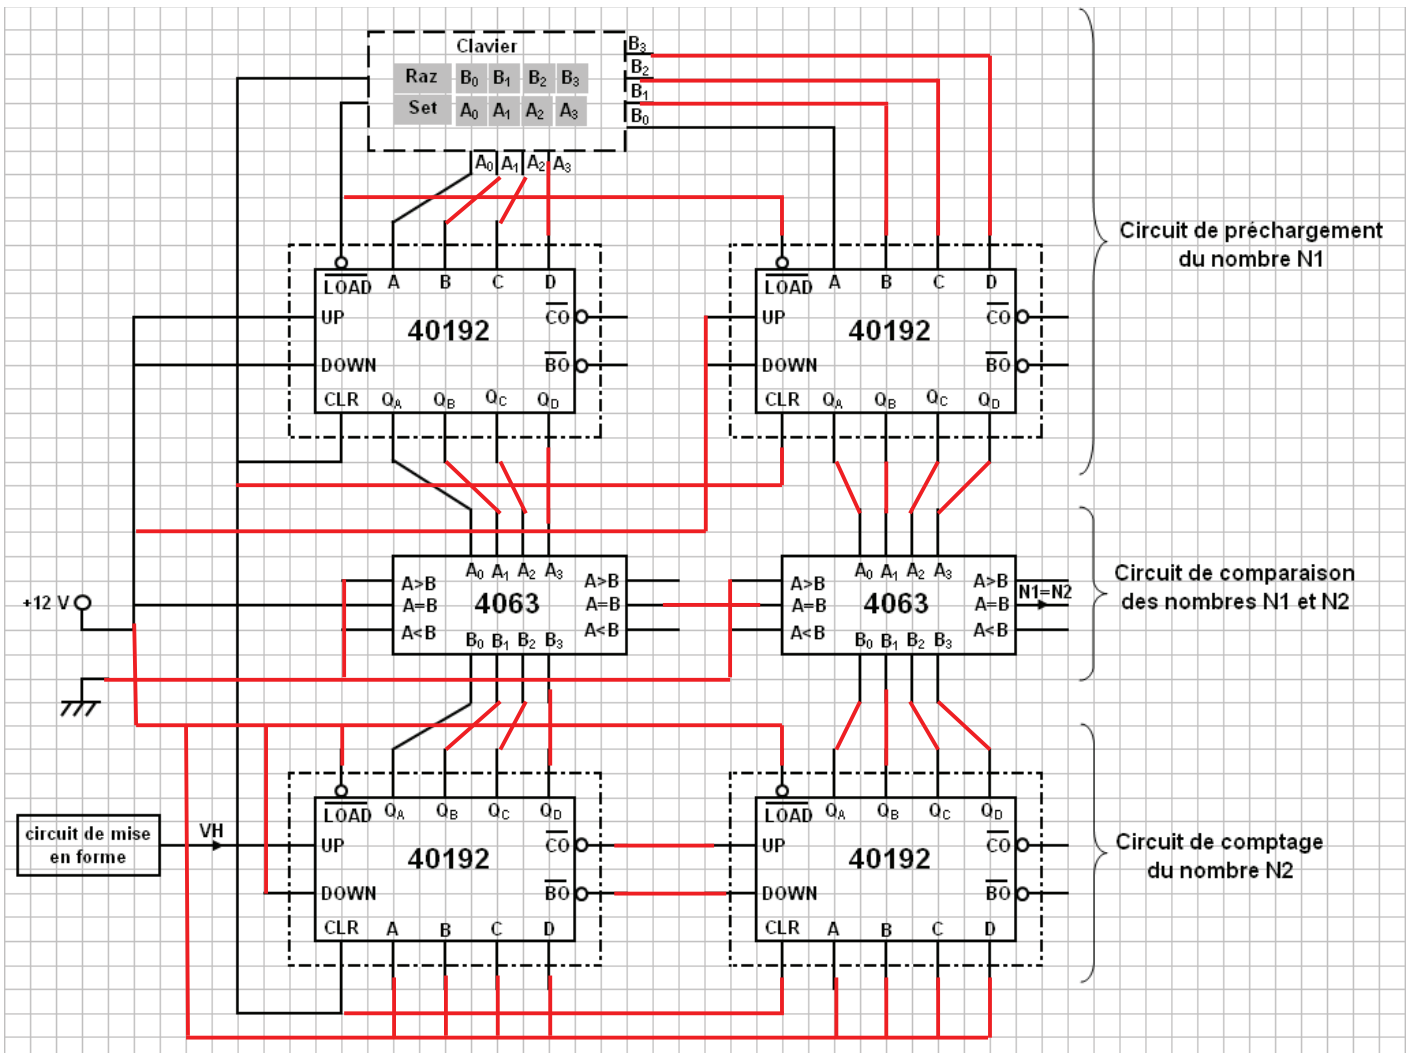 Clavier
Raz B0 B1 B2 B3
Set A0 A1 A2 A3
B3
B2
B1
B0
A0 A1 A2 A3
Circuit de préchargement
du nombre N1
LOAD A B C D
UP
40192
CO
DOWN
BO
CLR QA QB QC QD
LOAD A B C D
UP
40192
CO
DOWN
BO
CLR QA QB QC QD
+12 V
A0 A1 A2 A3
A>B A>B
A=B 4063 A=B
A<B A<B
B0 B1 B2 B3
A0 A1 A2 A3
A>B A>B
A=B 4063 A=B
A<B A<B
B0 B1 B2 B3
N1=N2
Circuit de comparaison
des nombres N1 et N2
circuit de mise
en forme
VH
LOAD QA QB QC QD
UP
40192
CO
DOWN
BO
CLR A B C D
LOAD QA QB QC QD
UP
40192
CO
DOWN
BO
CLR A B C D
Circuit de comptage
du nombre N2